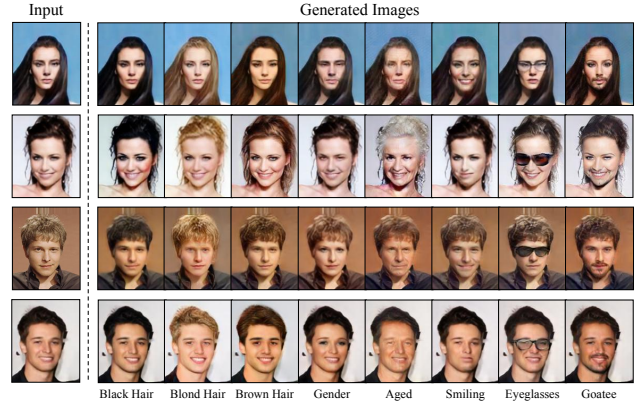 Input
Generated Images
Black Hair
Blond Hair
Brown Hair
Gender
Aged
Smiling
Eyeglasses
Goatee